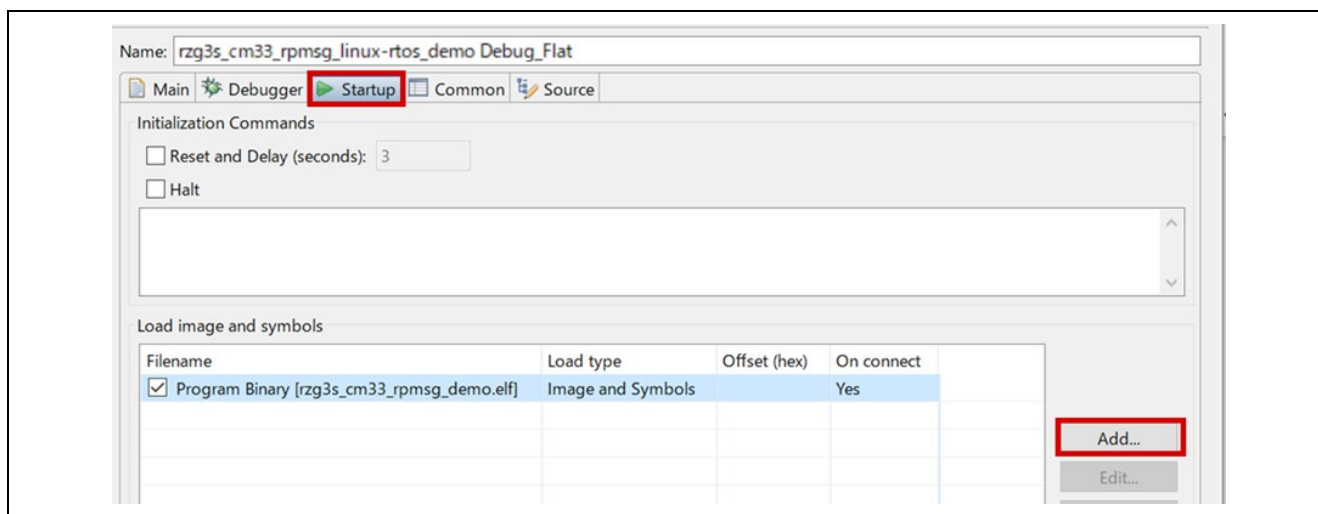 Name: rzg3s_cm33_rpmsg_linux-rtos_demo Debug_Flat
Main Debugger Startup Common Source
Initialization Commands
Reset and Delay (seconds): 3
Halt
Load image and symbols
Filename Load type Offset (hex) On connect
Program Binary [rzg3s_cm33_rpmsg_demo.elf] Image and Symbols Yes
Add...
Edit...